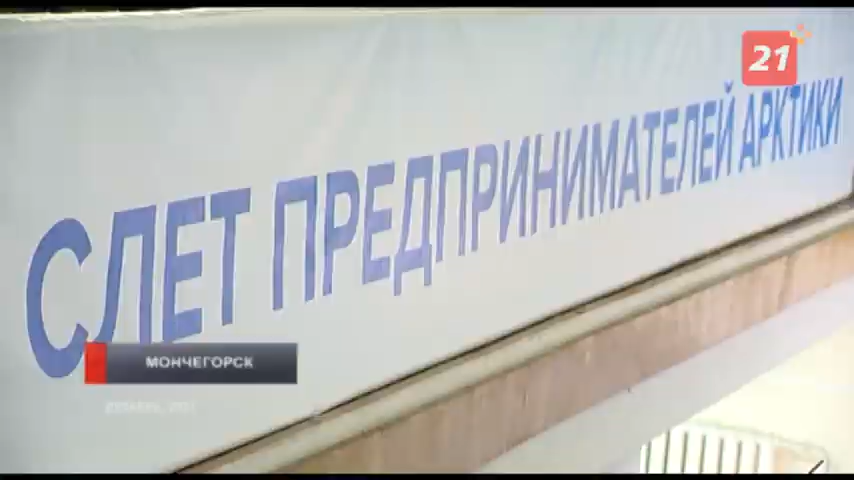 21
СЛЕТ ПРЕДПРИНИМАТЕЛЕЙ АРКТИКИ
МОНЧЕГОРСК